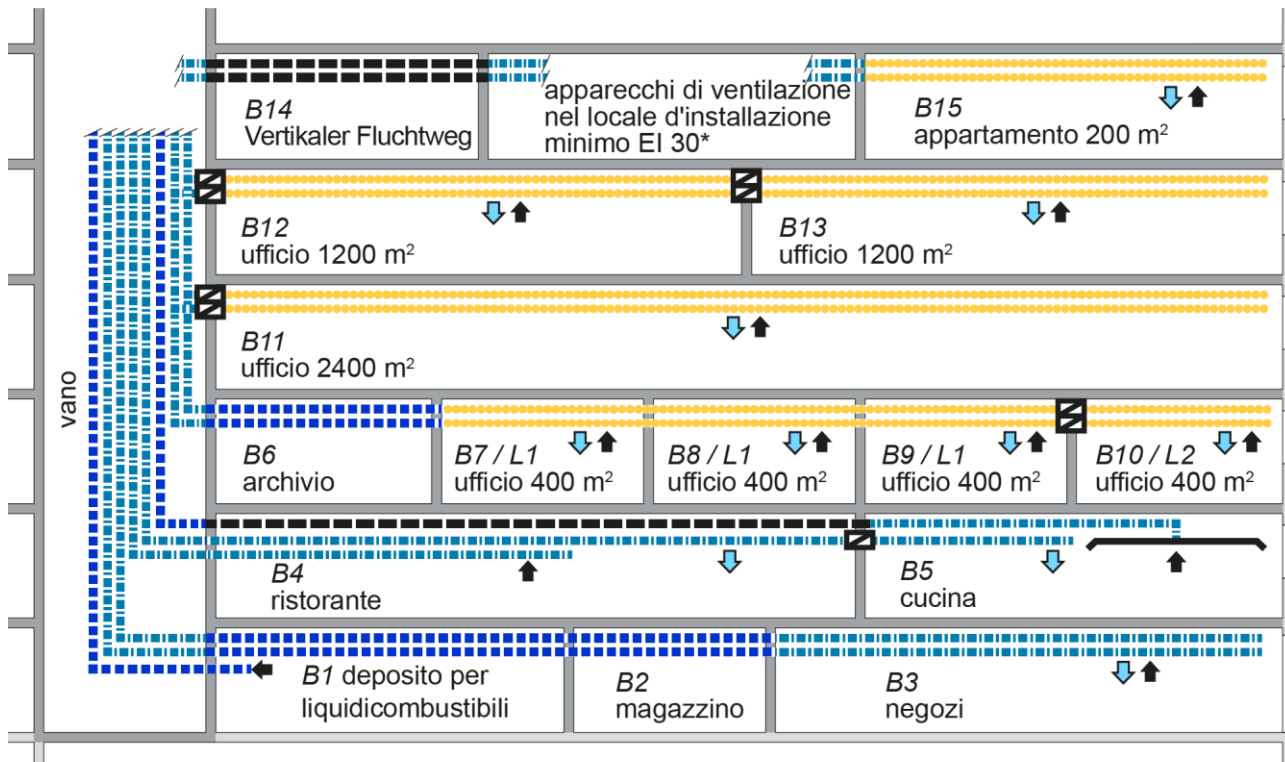 B14
Vertikaler Fluchtweg
apparecchi di ventilazione
nel locale d'installazione
minimo EI 30*
B15
appartamento 200 m²
B12
ufficio 1200 m²
B13
ufficio 1200 m²
B11
ufficio 2400 m²
vano
B6
archivio
B7 / L1
ufficio 400 m²
B8 / L1
ufficio 400 m²
B9 / L1
ufficio 400 m²
B10 / L2
ufficio 400 m²
B4
ristorante
B5
cucina
B1 deposito per
liquidicombustibili
B2
magazzino
B3
negozi